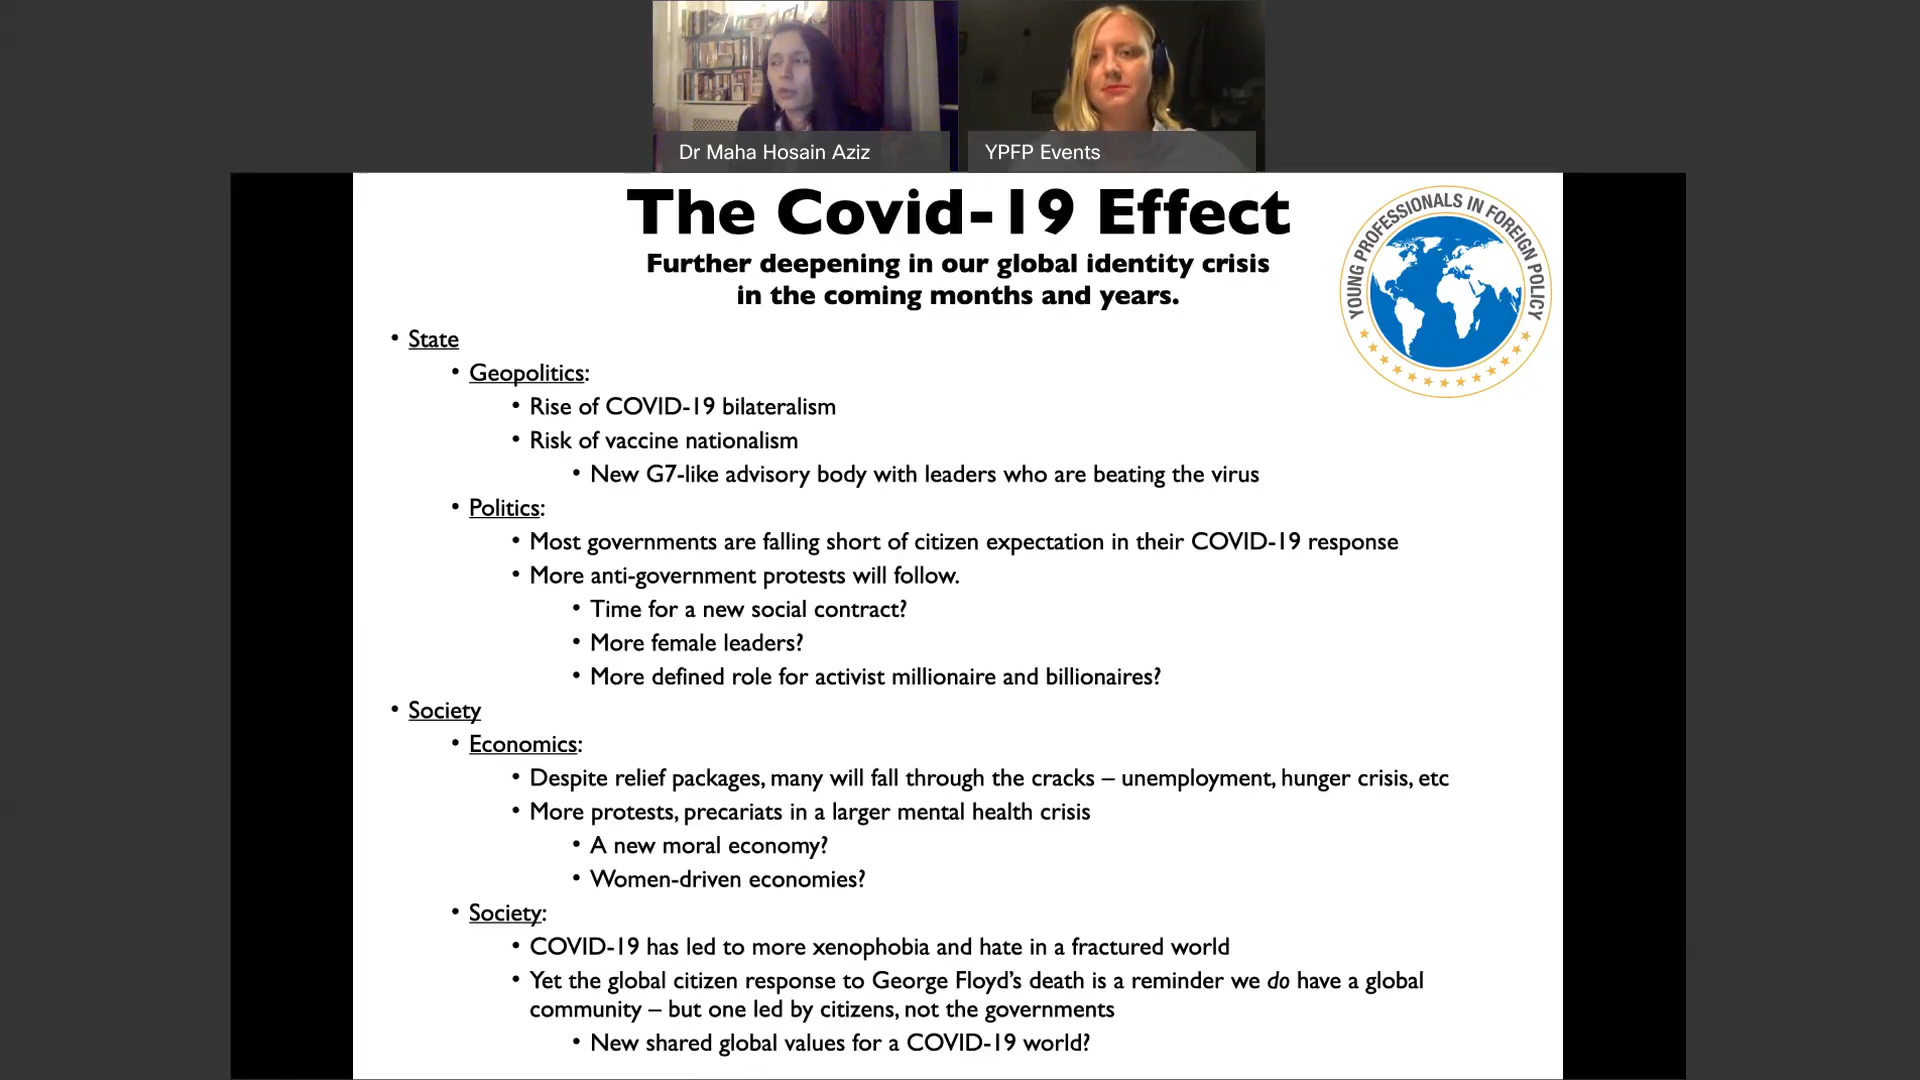 Dr Maha Hosain Aziz
YPFP Events
The Covid-19 Effect
Further deepening in our global identity crisis
in the coming months and years.
YOUNG PROFESSIONALS IN FOREIGN POLICY
• State
• Geopolitics:
• Rise of COVID-19 bilateralism
• Risk of vaccine nationalism
• New G7-like advisory body with leaders who are beating the virus
• Politics:
• Most governments are falling short of citizen expectation in their COVID-19 response
• More anti-government protests will follow.
• Time for a new social contract?
• More female leaders?
• More defined role for activist millionaire and billionaires?
• Society
• Economics:
• Despite relief packages, many will fall through the cracks – unemployment, hunger crisis, etc
• More protests, precariats in a larger mental health crisis
• A new moral economy?
• Women-driven economies?
• Society:
• COVID-19 has led to more xenophobia and hate in a fractured world
• Yet the global citizen response to George Floyd's death is a reminder we do have a global
community – but one led by citizens, not the governments
• New shared global values for a COVID-19 world?